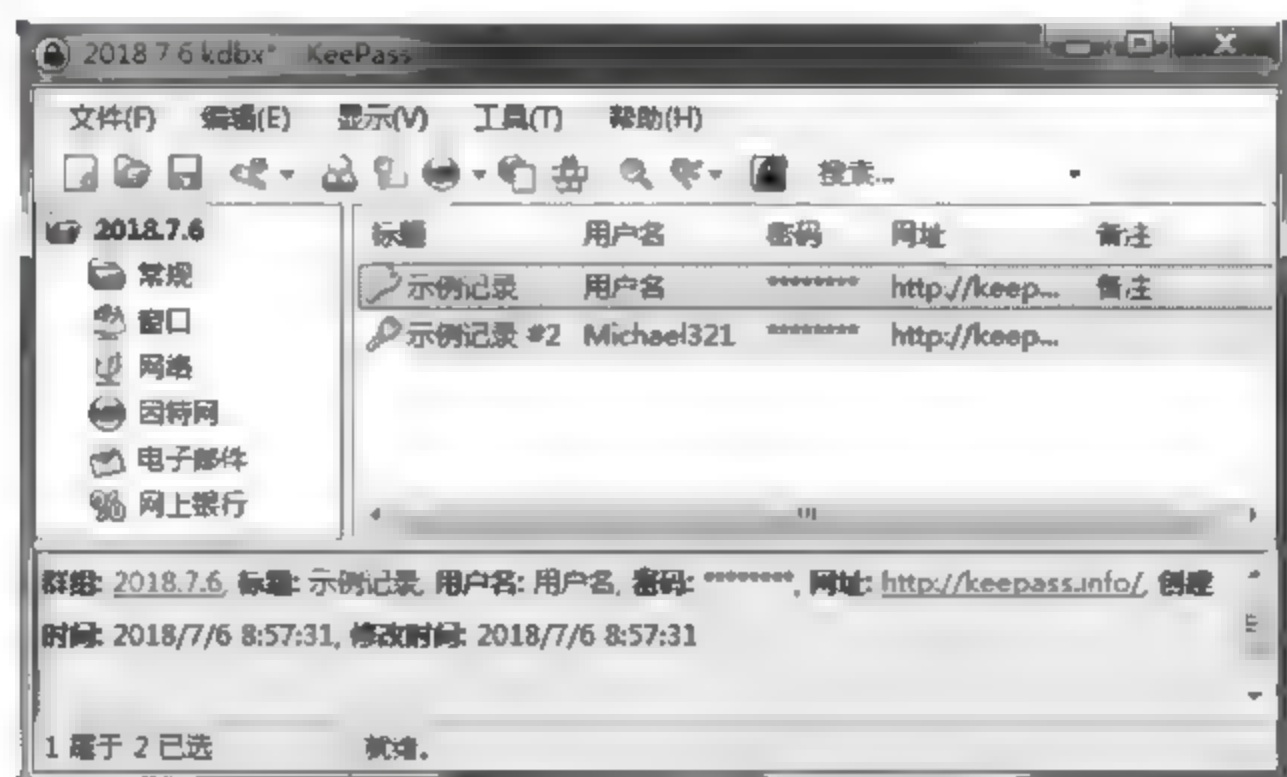 2018 7 6 kdbx* KeePass
文件(F) 编辑(E) 显示(V) 工具(T) 帮助(H)
搜索...
2018.7.6
常规
窗口
网络
因特网
电子邮件
网上银行
标题 用户名 密码 网址 备注
示例记录 用户名 ******** http://keep... 备注
示例记录 #2 Michael321 ******** http://keep...
群组: 2018.7.6, 标题: 示例记录, 用户名: 用户名, 密码: ********, 网址: http://keepass.info/, 创建
时间: 2018/7/6 8:57:31, 修改时间: 2018/7/6 8:57:31
1 属于 2 已选 就绪。